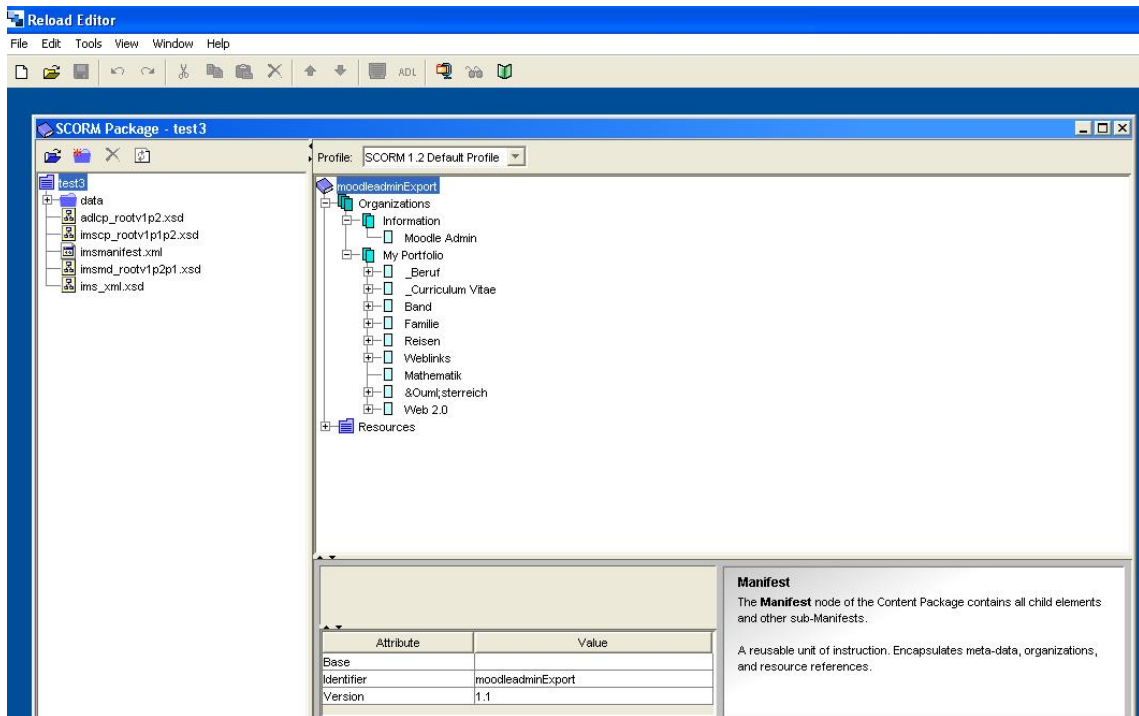 Reload Editor
File Edit Tools View Window Help
ADL
SCORM Package - test3
Profile: SCORM 1.2 Default Profile
test3
data
adlcp_rootv1p2.xsd
imscp_rootv1p1p2.xsd
imsmanifest.xml
imsmd_rootv1p2p1.xsd
ims_xml.xsd
moodleadminExport
Organizations
Information
Moodle Admin
My Portfolio
_Beruf
_Curriculum Vitae
Band
Familie
Reisen
Weblinks
Mathematik
&Ouml;sterreich
Web 2.0
Resources
Attribute Value
Base
Identifier moodleadminExport
Version 1.1
Manifest
The Manifest node of the Content Package contains all child elements
and other sub-Manifests.
A reusable unit of instruction. Encapsulates meta-data, organizations,
and resource references.